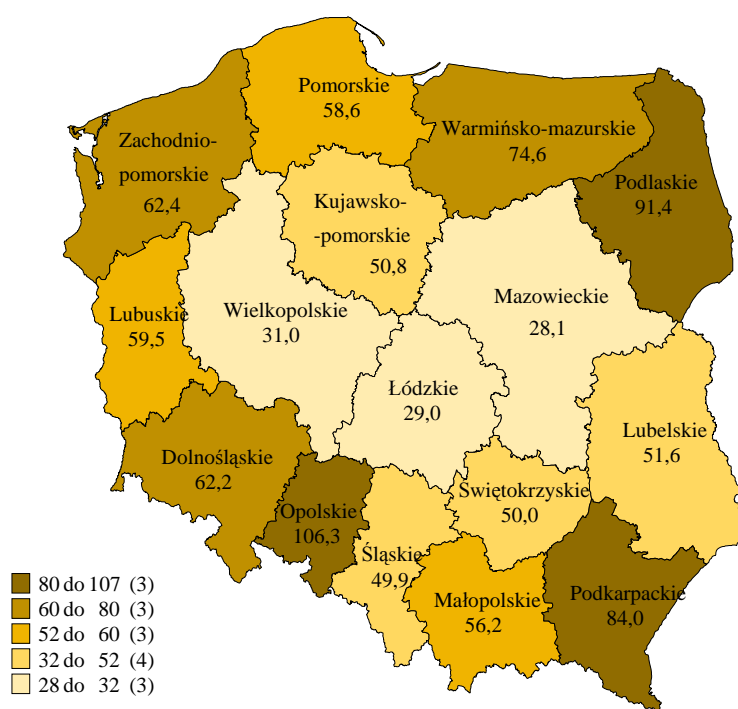 Pomorskie
58,6
Warmińsko-mazurskie
74,6
Zachodnio-
pomorskie
62,4
Podlaskie
91,4
Kujawsko-
-pomorskie
50,8
Mazowieckie
28,1
Wielkopolskie
31,0
Lubuskie
59,5
Łódzkie
29,0
Lubelskie
51,6
Dolnośląskie
62,2
Świętokrzyskie
50,0
Opolskie
106,3
Śląskie
49,9
Małopolskie
56,2
Podkarpackie
84,0
80 do 107 (3)
60 do 80 (3)
52 do 60 (3)
32 do 52 (4)
28 do 32 (3)